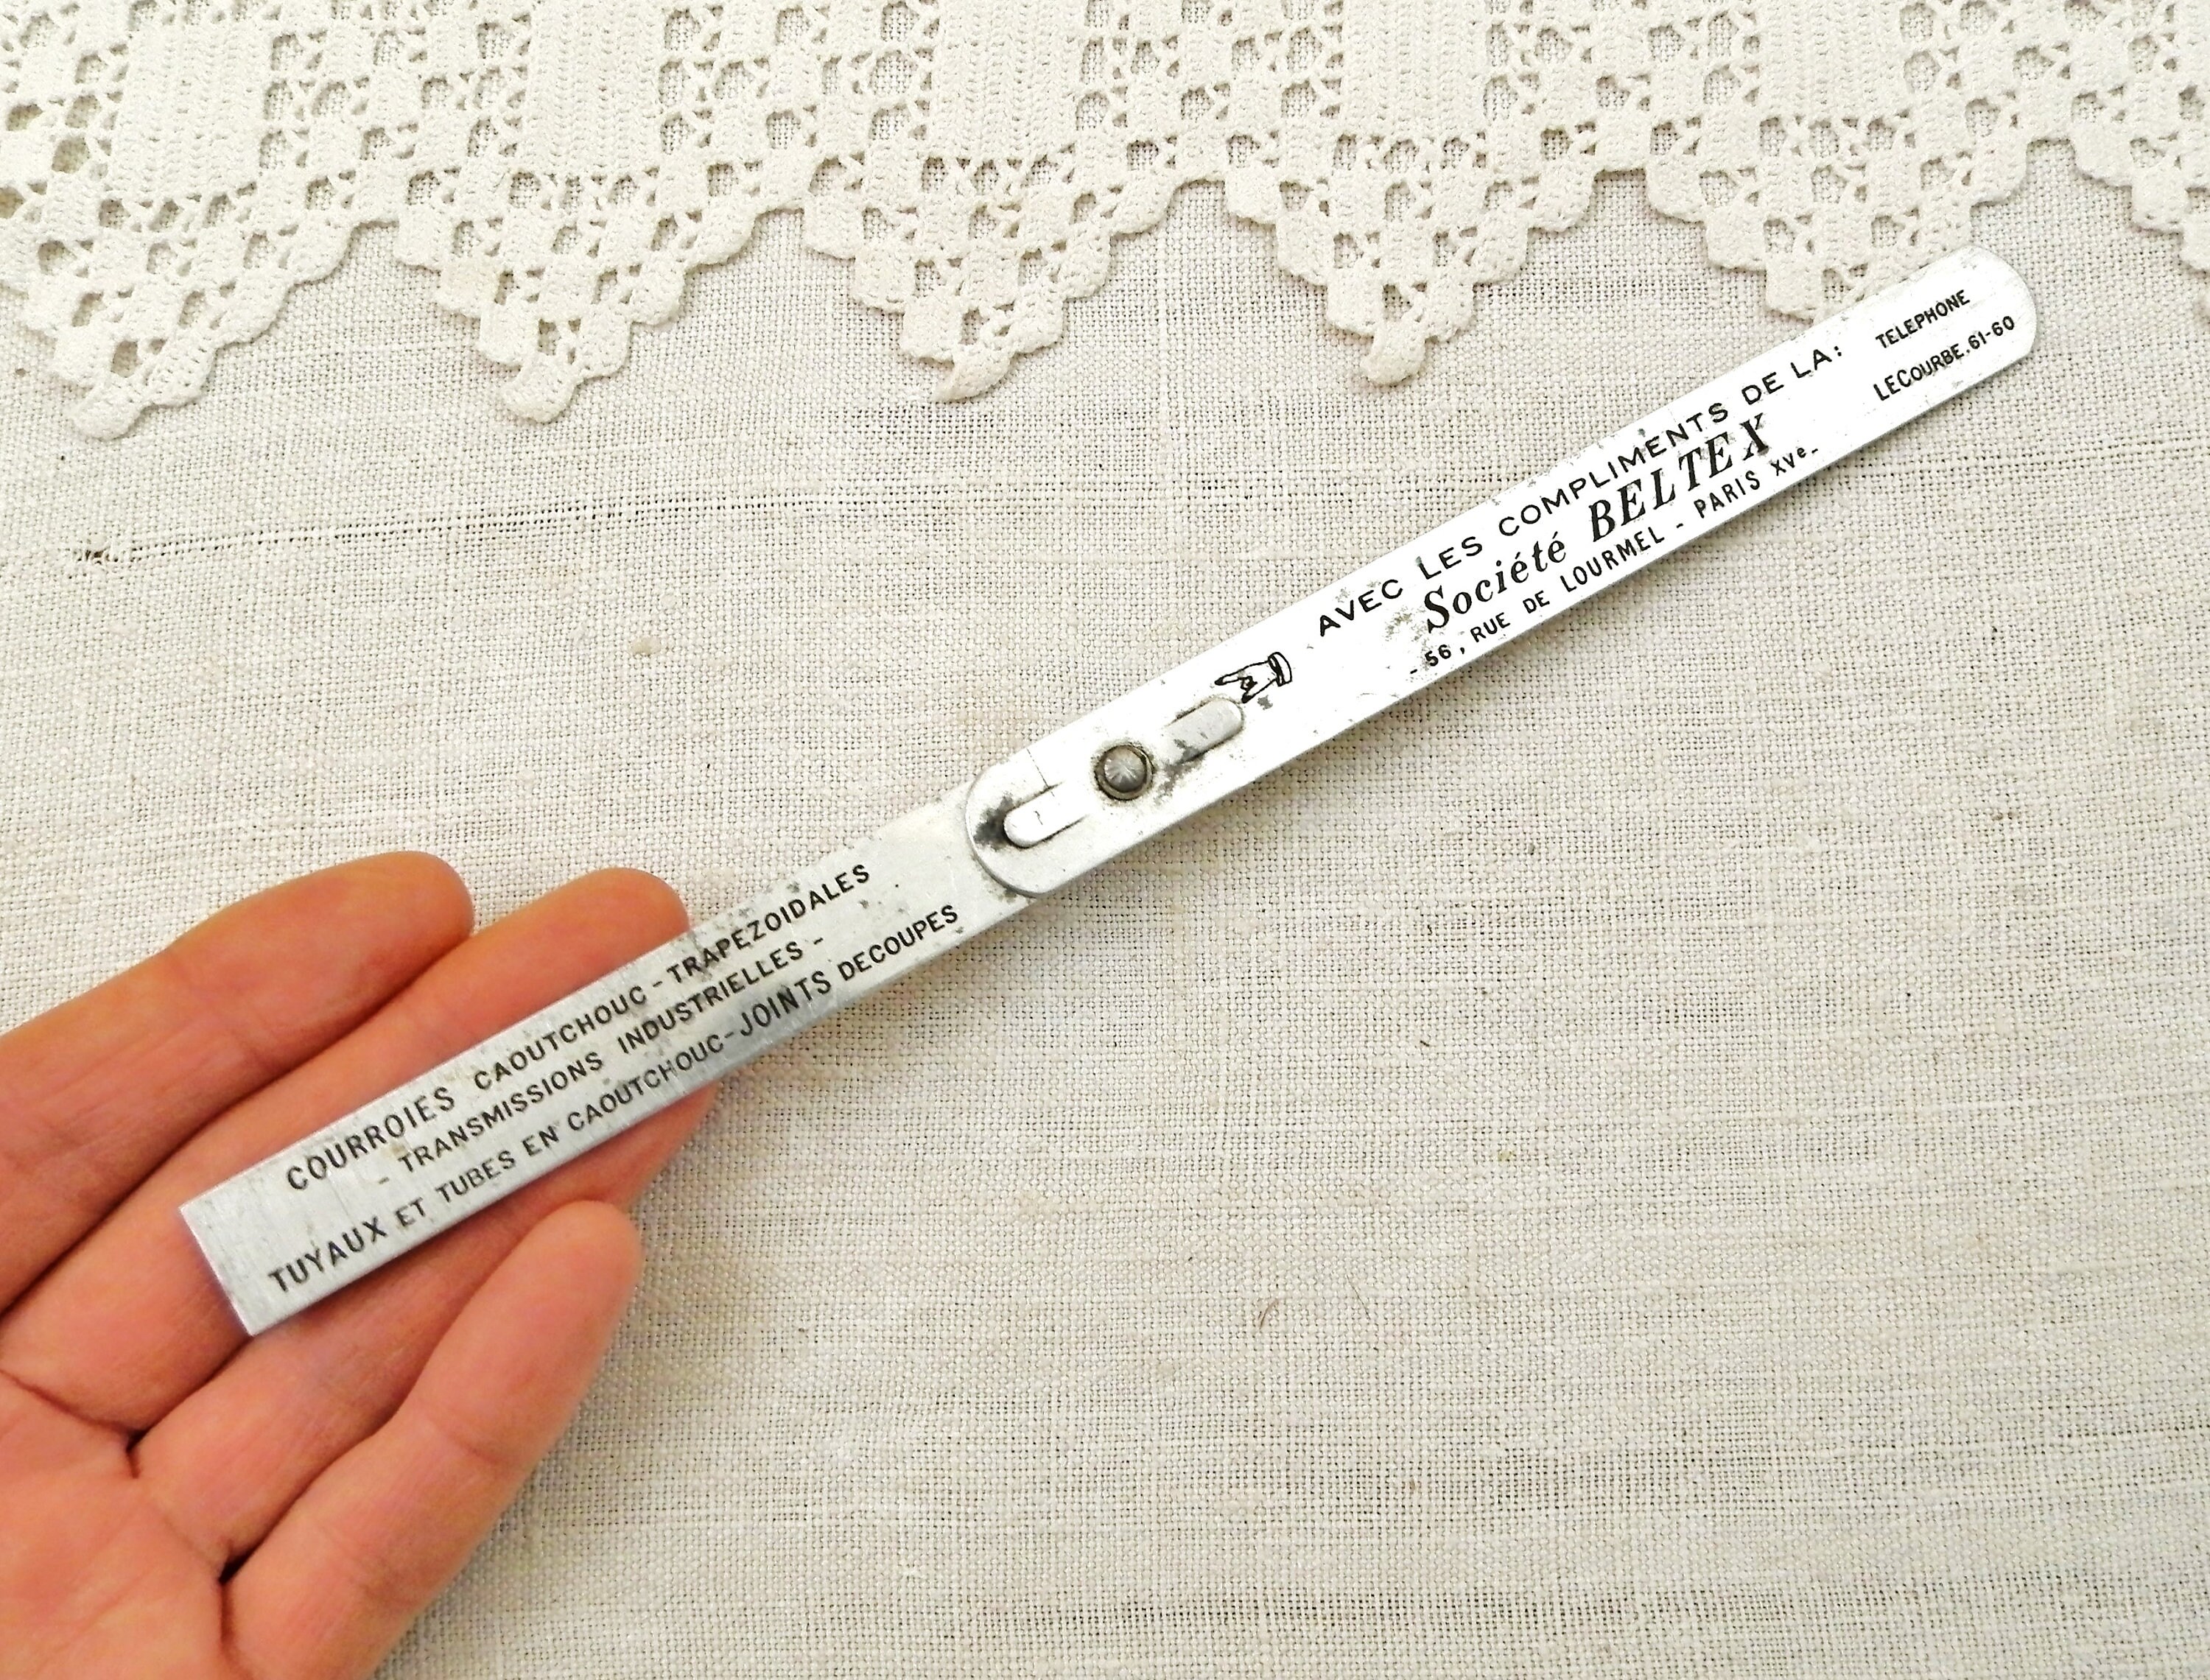 AVEC LES COMPLIMENTS DE LA:
Société BELTEX
- 56, RUE DE LOURMEL - PARIS XVe-
TELEPHONE
LECOURBE.61-60
COURROIES CAOUTCHOUC - TRAPEZOIDALES
- TRANSMISSIONS INDUSTRIELLES -
TUYAUX ET TUBES EN CAOUTCHOUC-JOINTS DECOUPES